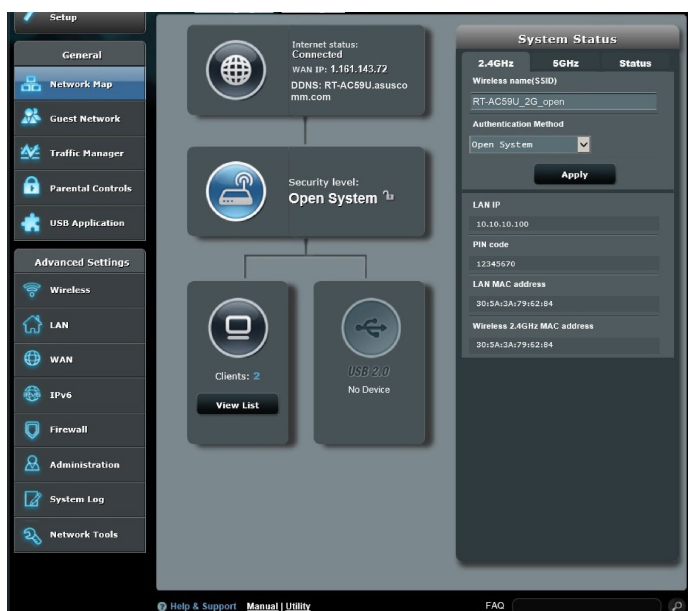 Setup
General
Network Map
Guest Network
Traffic Manager
Parental Controls
USB Application
Advanced Settings
Wireless
LAN
WAN
IPv6
Firewall
Administration
System Log
Network Tools
Internet status:
Connected
WAN IP: 1.161.143.72
DDNS: RT-AC59U.asusco
mm.com
Security level:
Open System
Clients: 2
View List
USB 2.0
No Device
System Status
2.4GHz 5GHz Status
Wireless name(SSID)
RT-AC59U_2G_open
Authentication
Method
Open System
Apply
LAN IP
10.10.10.100
PIN code
12345670
LAN MAC address
30:5A:3A:79:62:84
Wireless 2.4GHz MAC address
30:5A:3A:79:62:84
Help & Support Manual | Utility FAQ